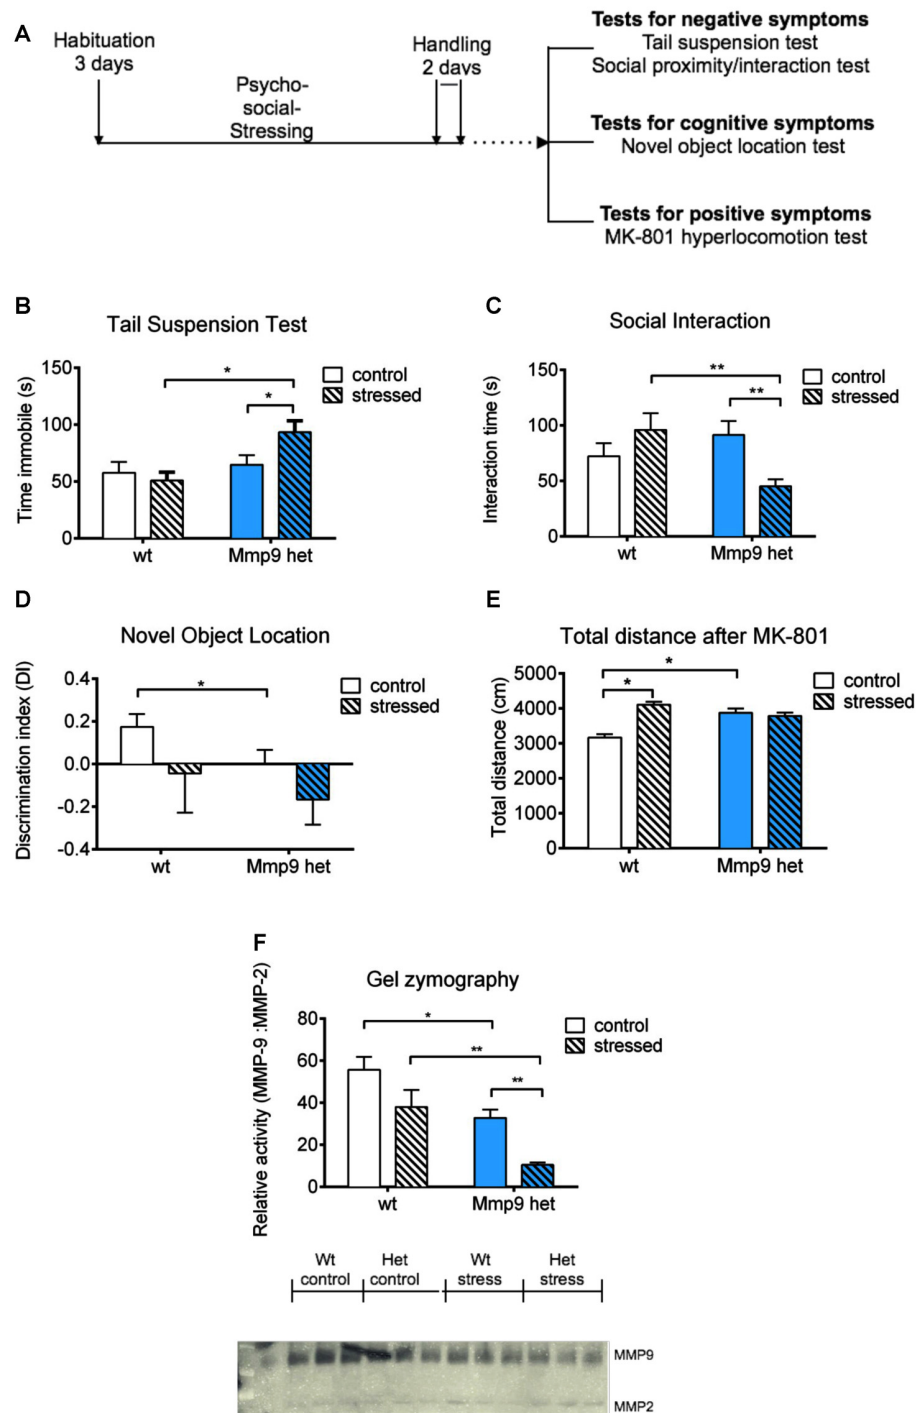 A
Habituation
3 days
Psycho-
social-
Stressing
Handling
2 days
Tests for negative symptoms
Tail suspension test
Social proximity/interaction test
Tests for cognitive symptoms
Novel object location test
Tests for positive symptoms
MK-801 hyperlocomotion test
B
Tail Suspension Test
Time immobile (s)
150
100
50
0
*
*
control
stressed
wt
Mmp9 het
C
Social Interaction
Interaction time (s)
150
100
50
0
**
**
control
stressed
wt
Mmp9 het
D
Novel Object Location
Discrimination index (DI)
0.4
0.2
0.0
-0.2
-0.4
*
control
stressed
wt
Mmp9 het
E
Total distance after MK-801
Total distance (cm)
5000
4000
3000
2000
1000
0
*
*
control
stressed
wt
Mmp9 het
F
Gel zymography
Relative activity (MMP-9 :MMP-2)
80
60
40
20
0
*
**
**
control
stressed
wt
Mmp9 het
Wt
control
Het
control
Wt
stress
Het
stress
MMP9
MMP2